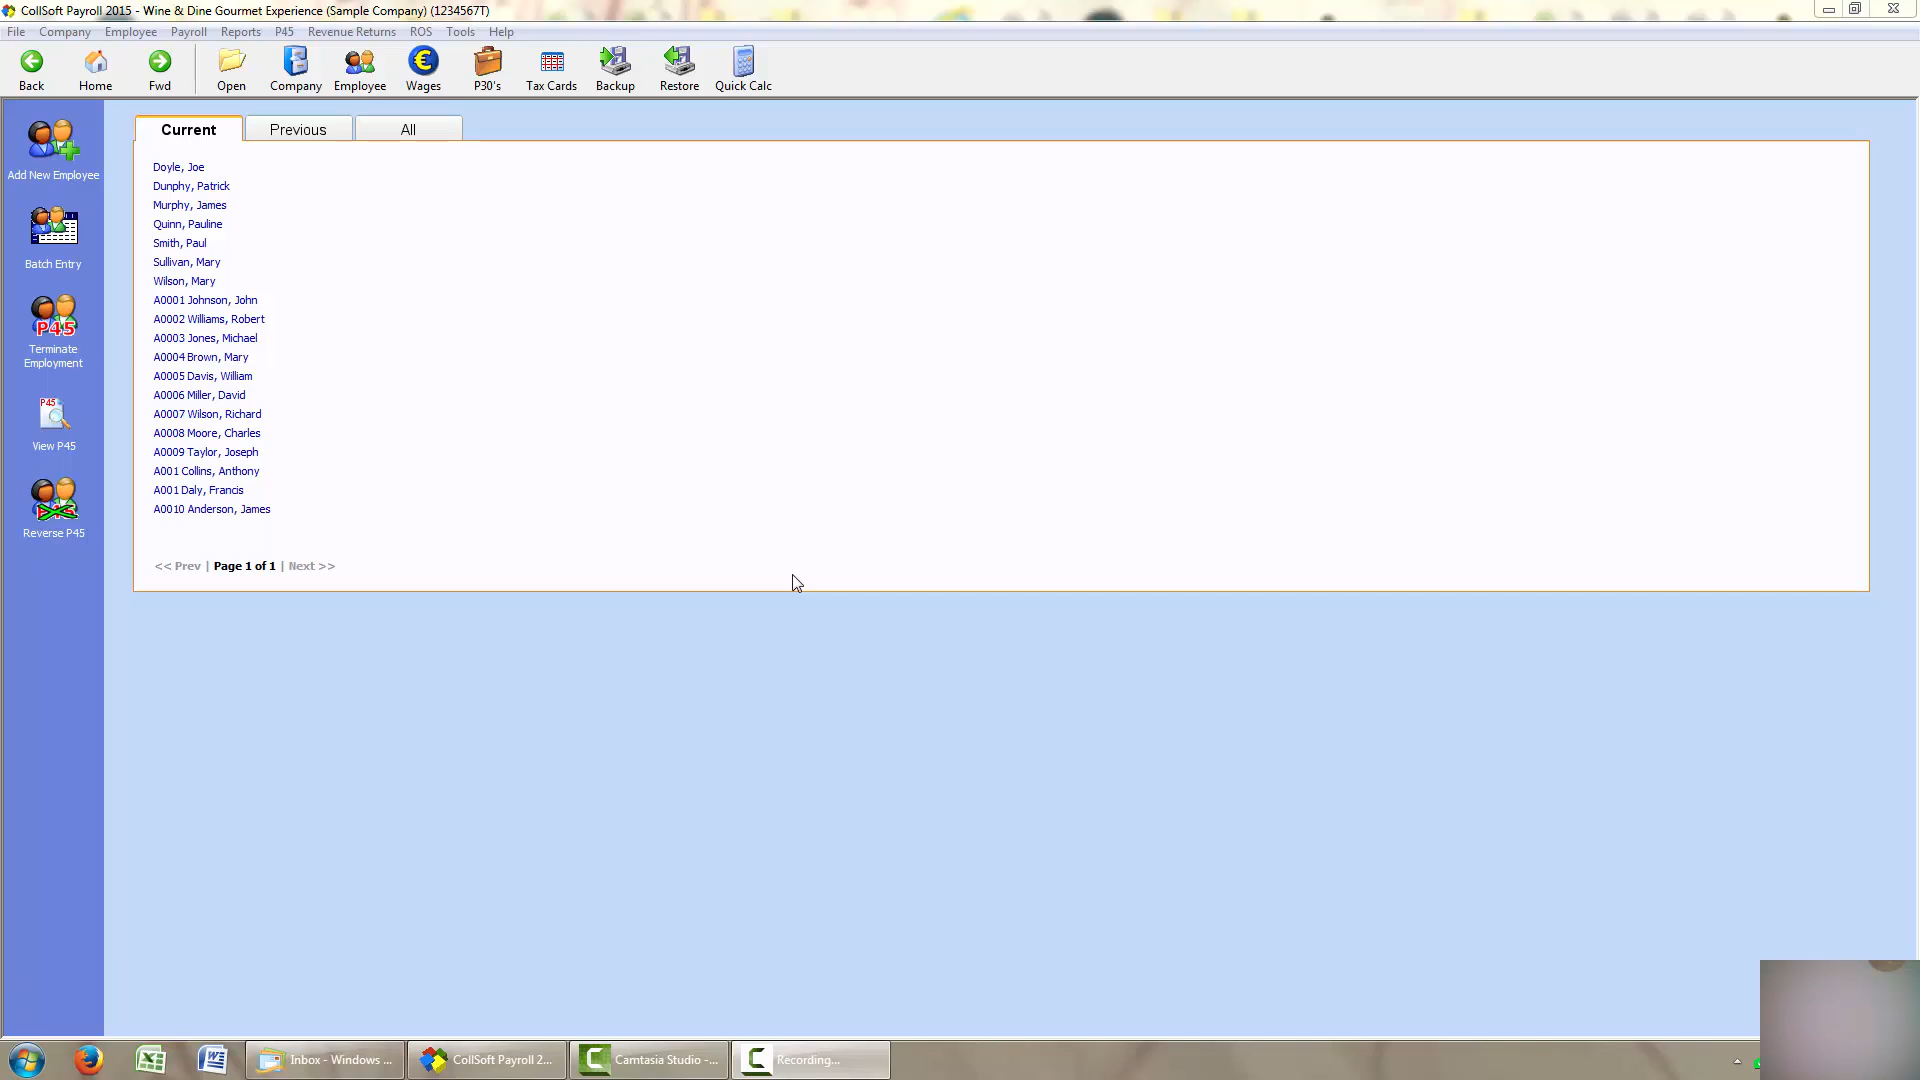 CollSoft Payroll 2015 - Wine & Dine Gourmet Experience (Sample Company) (1234567T)
File Company Employee Payroll Reports P45 Revenue Returns ROS Tools Help
Back Home Fwd Open Company Employee Wages P30's Tax Cards Backup Restore Quick Calc
Add New Employee
Batch Entry
P45
Terminate
Employment
P45
View P45
Reverse P45
Current Previous All
Doyle, Joe
Dunphy, Patrick
Murphy, James
Quinn, Pauline
Smith, Paul
Sullivan, Mary
Wilson, Mary
A0001 Johnson, John
A0002 Williams, Robert
A0003 Jones, Michael
A0004 Brown, Mary
A0005 Davis, William
A0006 Miller, David
A0007 Wilson, Richard
A0008 Moore, Charles
A0009 Taylor, Joseph
A001 Collins, Anthony
A001 Daly, Francis
A0010 Anderson, James
<< Prev | Page 1 of 1 | Next >>
Inbox - Windows ... CollSoft Payroll 2... Camtasia Studio -... Recording...